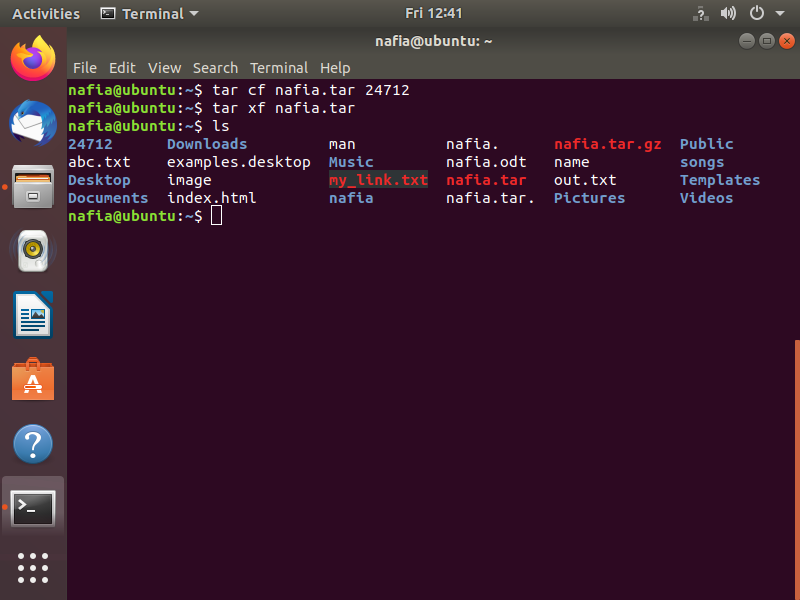 Activities Terminal Fri 12:41
nafia@ubuntu: ~
File Edit View Search Terminal Help
nafia@ubuntu:~$ tar cf nafia.tar 24712
nafia@ubuntu:~$ tar xf nafia.tar
nafia@ubuntu:~$ ls
24712 Downloads man nafia. nafia.tar.gz Public
abc.txt examples.desktop Music nafia.odt name songs
Desktop image my_link.txt nafia.tar out.txt Templates
Documents index.html nafia nafia.tar. Pictures Videos
nafia@ubuntu:~$